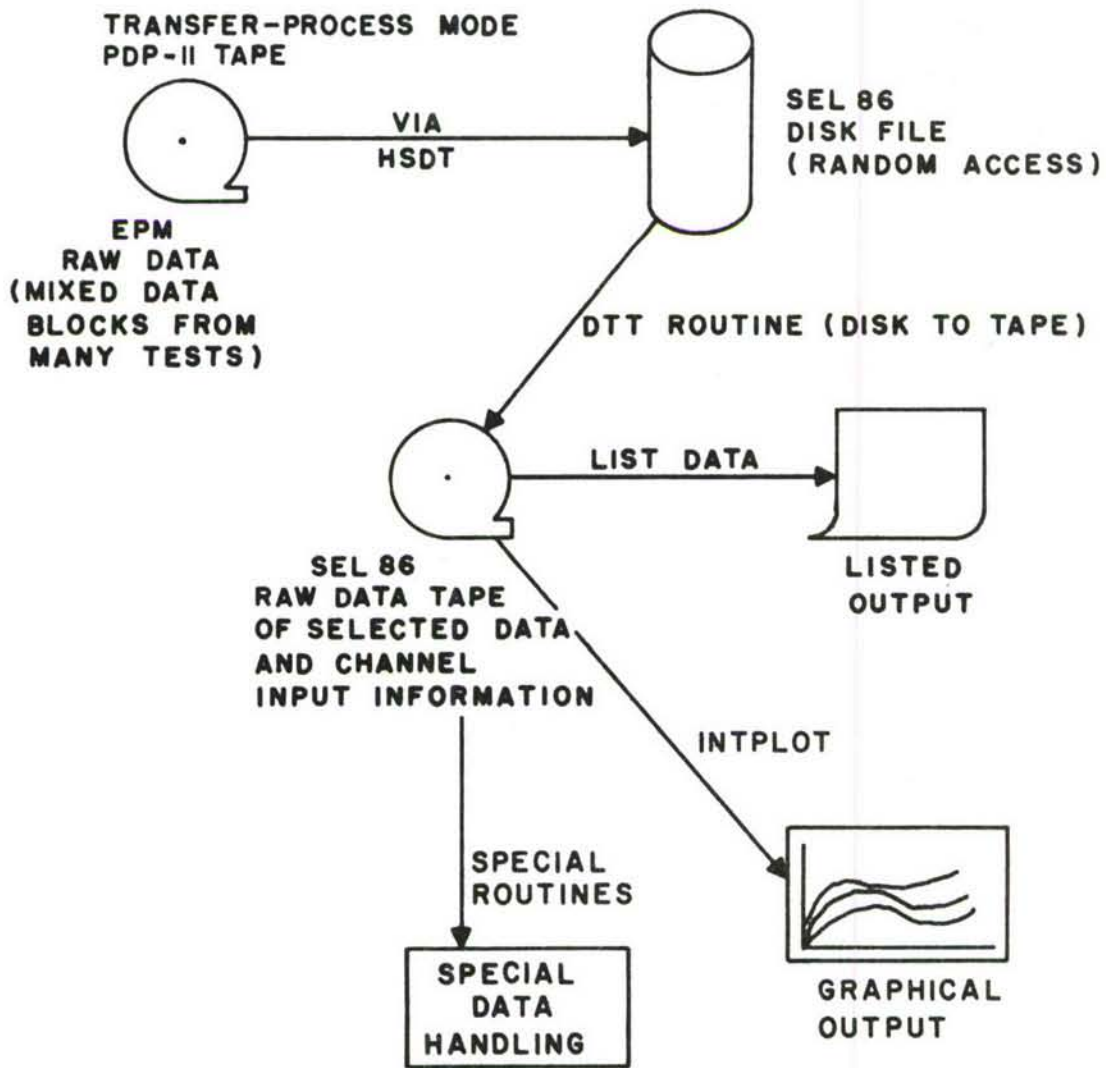 TRANSFER-PROCESS MODE
PDP-11 TAPE
VIA
HSDT
SEL 86
DISK FILE
(RANDOM ACCESS)
EPM
RAW DATA
(MIXED DATA
BLOCKS FROM
MANY TESTS)
DTT ROUTINE (DISK TO TAPE)
LIST DATA
LISTED
OUTPUT
SEL 86
RAW DATA TAPE
OF SELECTED DATA
AND CHANNEL
INPUT INFORMATION
INTPLOT
SPECIAL
ROUTINES
SPECIAL
DATA
HANDLING
GRAPHICAL
OUTPUT